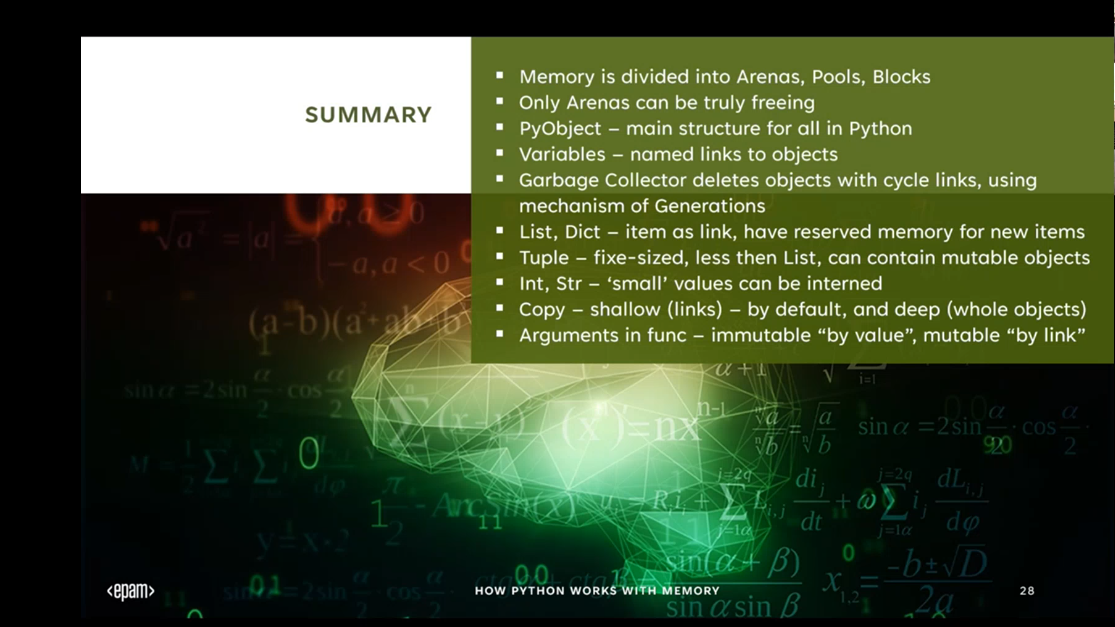 SUMMARY
▪ Memory is divided into Arenas, Pools, Blocks
▪ Only Arenas can be truly freeing
▪ PyObject – main structure for all in Python
▪ Variables – named links to objects
▪ Garbage Collector deletes objects with cycle links, using
mechanism of Generations
▪ List, Dict – item as link, have reserved memory for new items
▪ Tuple – fixe-sized, less then List, can contain mutable objects
▪ Int, Str – ‘small’ values can be interned
▪ Copy – shallow (links) – by default, and deep (whole objects)
▪ Arguments in func – immutable “by value”, mutable “by link”
<epam>
HOW PYTHON WORKS WITH MEMORY
28